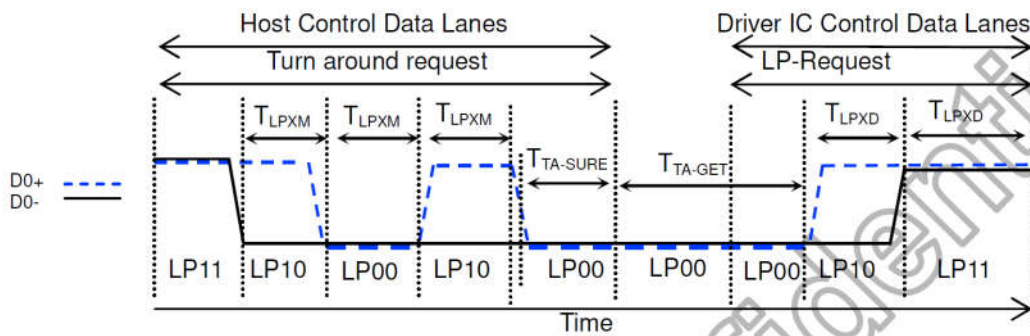 Host Control Data Lanes
Driver IC Control Data Lanes
Turn around request
LP-Request
TLPXM TLPXM TLPXM TLPXD TLPXD
TTA-SURE TTA-GET
D0+
D0-
LP11 LP10 LP00 LP10 LP00 LP00 LP00 LP10 LP11
Time